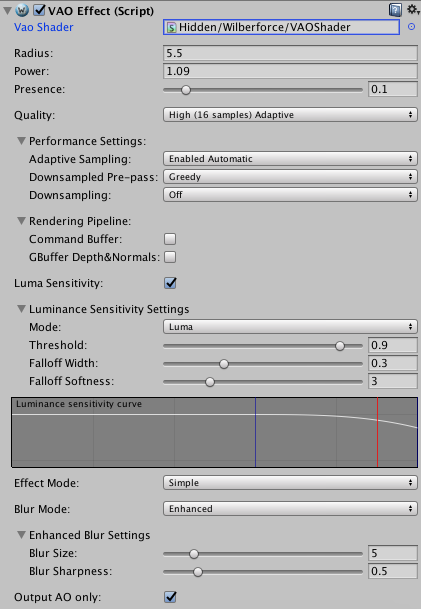 VAO Effect (Script)
Vao Shader Hidden/Wilberforce/VAOShader
Radius: 5.5
Power: 1.09
Presence: 0.1
Quality: High (16 samples) Adaptive
Performance Settings:
Adaptive Sampling: Enabled Automatic
Downsampled Pre-pass: Greedy
Downsampling: Off
Rendering Pipeline:
Command Buffer:
GBuffer Depth&Normals:
Luma Sensitivity:
Luminance Sensitivity Settings
Mode: Luma
Threshold: 0.9
Falloff Width: 0.3
Falloff Softness: 3
Luminance sensitivity curve
Effect Mode: Simple
Blur Mode: Enhanced
Enhanced Blur Settings
Blur Size: 5
Blur Sharpness: 0.5
Output AO only: